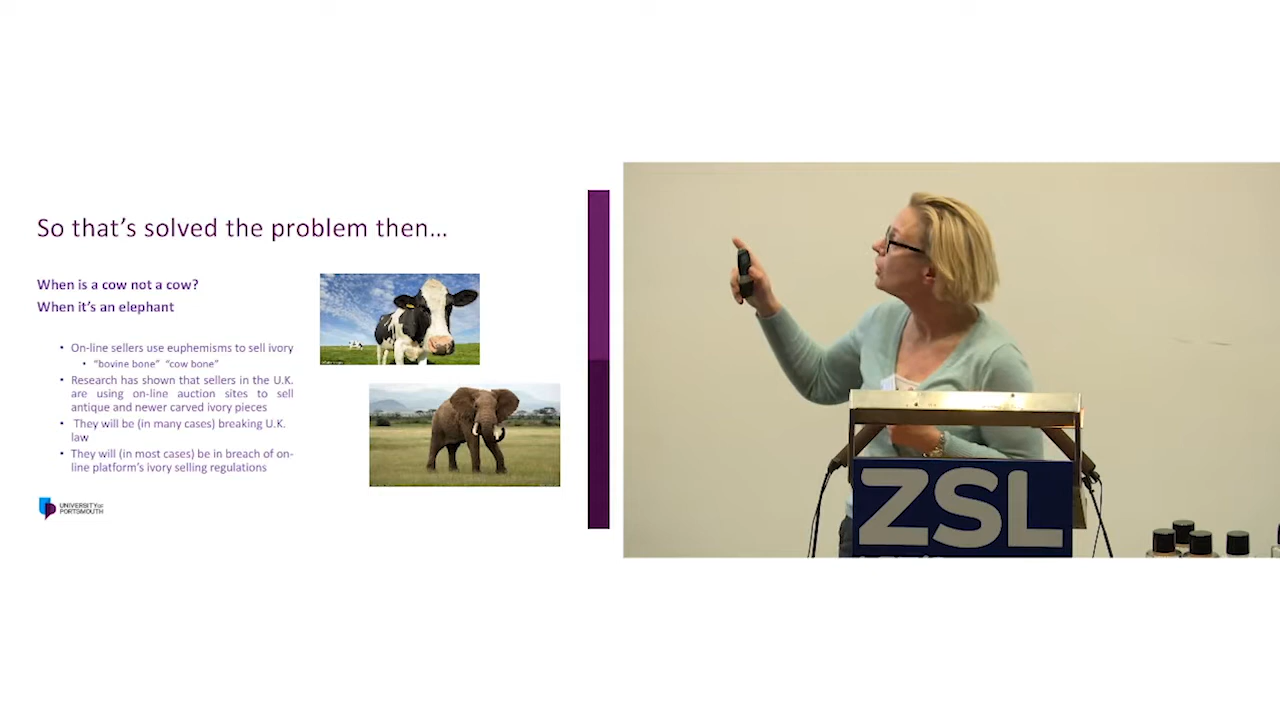 So that's solved the problem then…
When is a cow not a cow?
When it's an elephant
• On-line sellers use euphemisms to sell ivory
• "bovine bone" "cow bone"
• Research has shown that sellers in the U.K.
are using on-line auction sites to sell
antique and newer carved ivory pieces
• They will be (in many cases) breaking U.K.
law
• They will (in most cases) be in breach of on-
line platform's ivory selling regulations
UNIVERSITY OF
PORTSMOUTH
ZSL